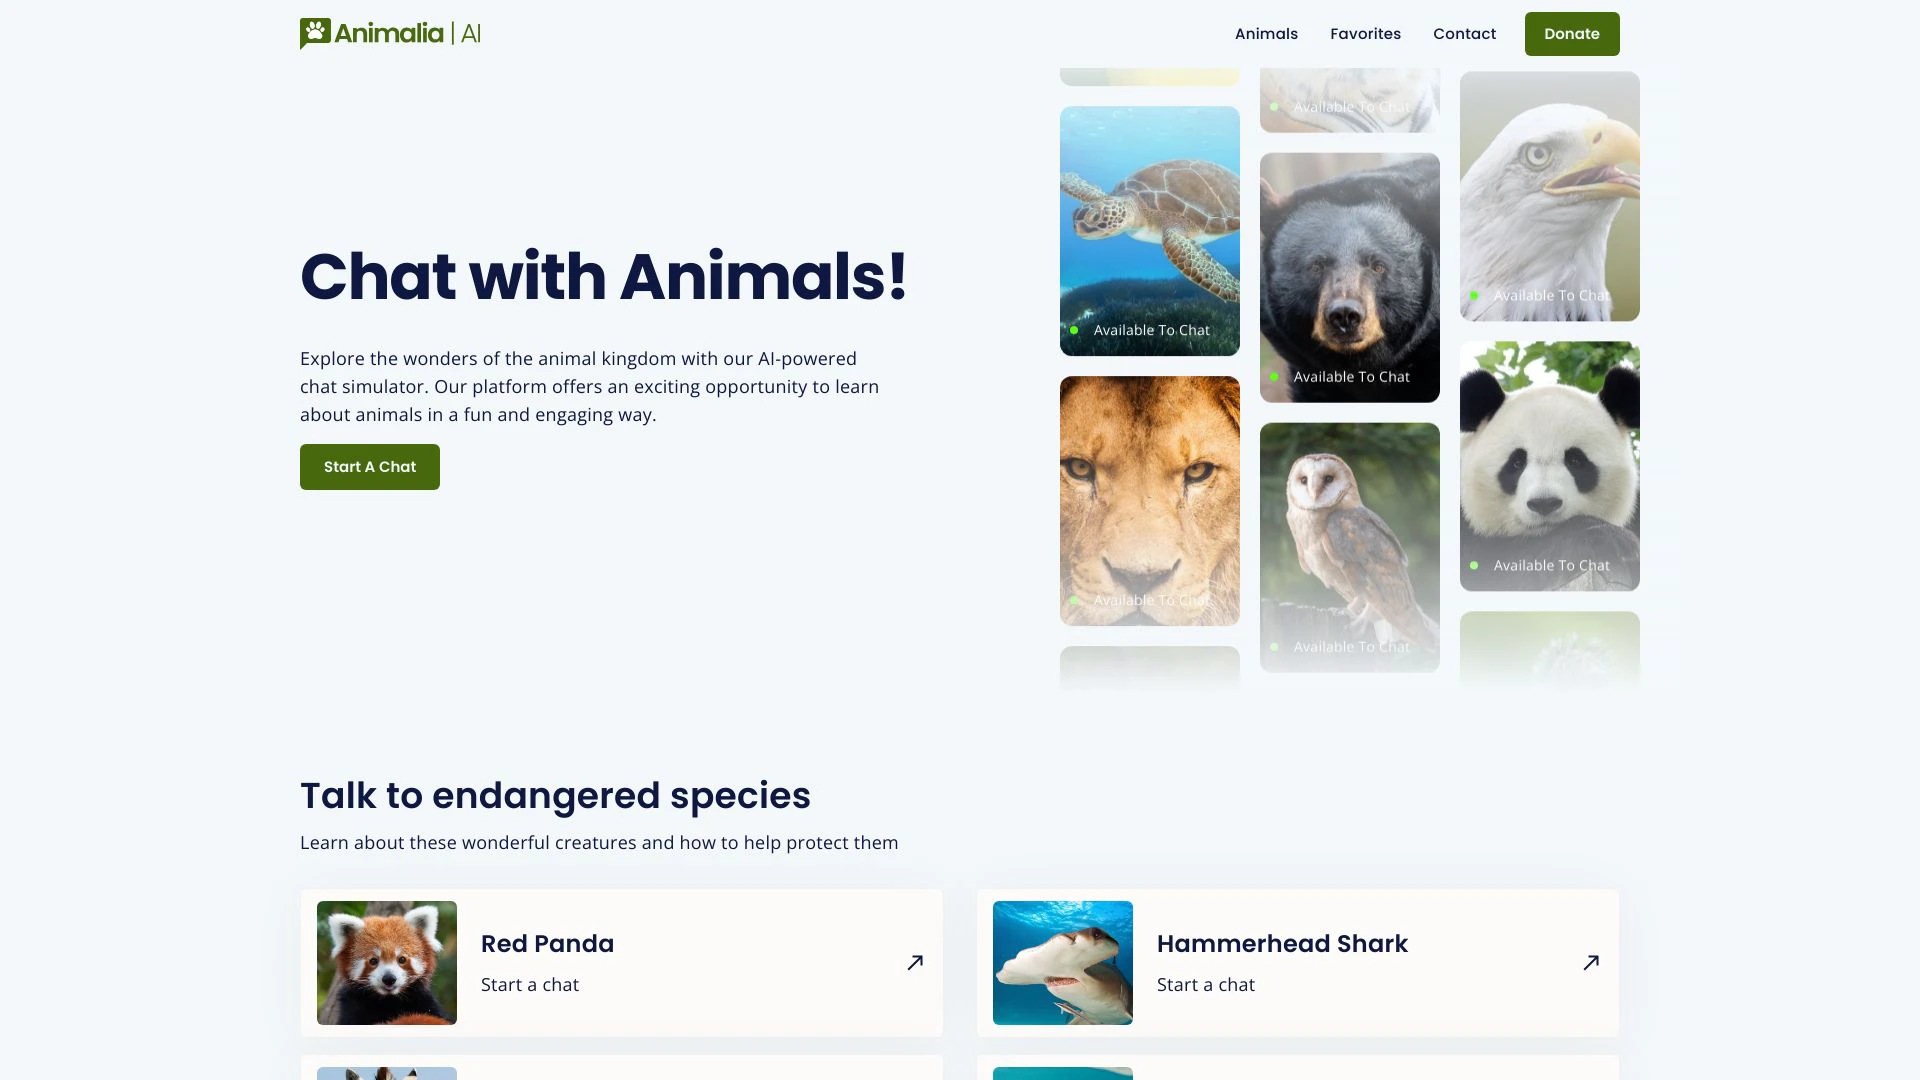 Animalia | AI
Animals
Favorites
Contact
Donate
Available To Chat
Available To Chat
Available To Chat
Available To Chat
Available To Chat
Available To Chat
Available To Chat
Chat with Animals!
Explore the wonders of the animal kingdom with our AI-powered
chat simulator. Our platform offers an exciting opportunity to learn
about animals in a fun and engaging way.
Start A Chat
Talk to endangered species
Learn about these wonderful creatures and how to help protect them
Red Panda
Start a chat
Hammerhead Shark
Start a chat